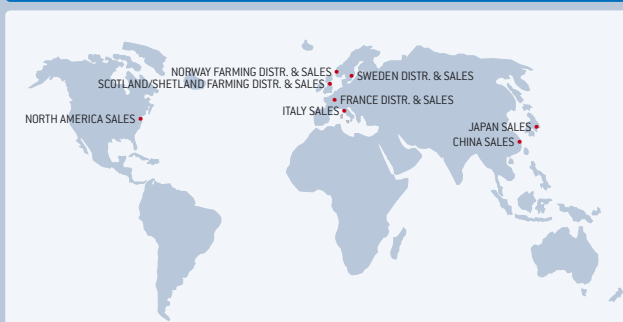 NORWAY FARMING DISTR. & SALES
SWEDEN DISTR. & SALES
SCOTLAND/SHETLAND FARMING DISTR. & SALES
FRANCE DISTR. & SALES
ITALY SALES
NORTH AMERICA SALES
JAPAN SALES
CHINA SALES